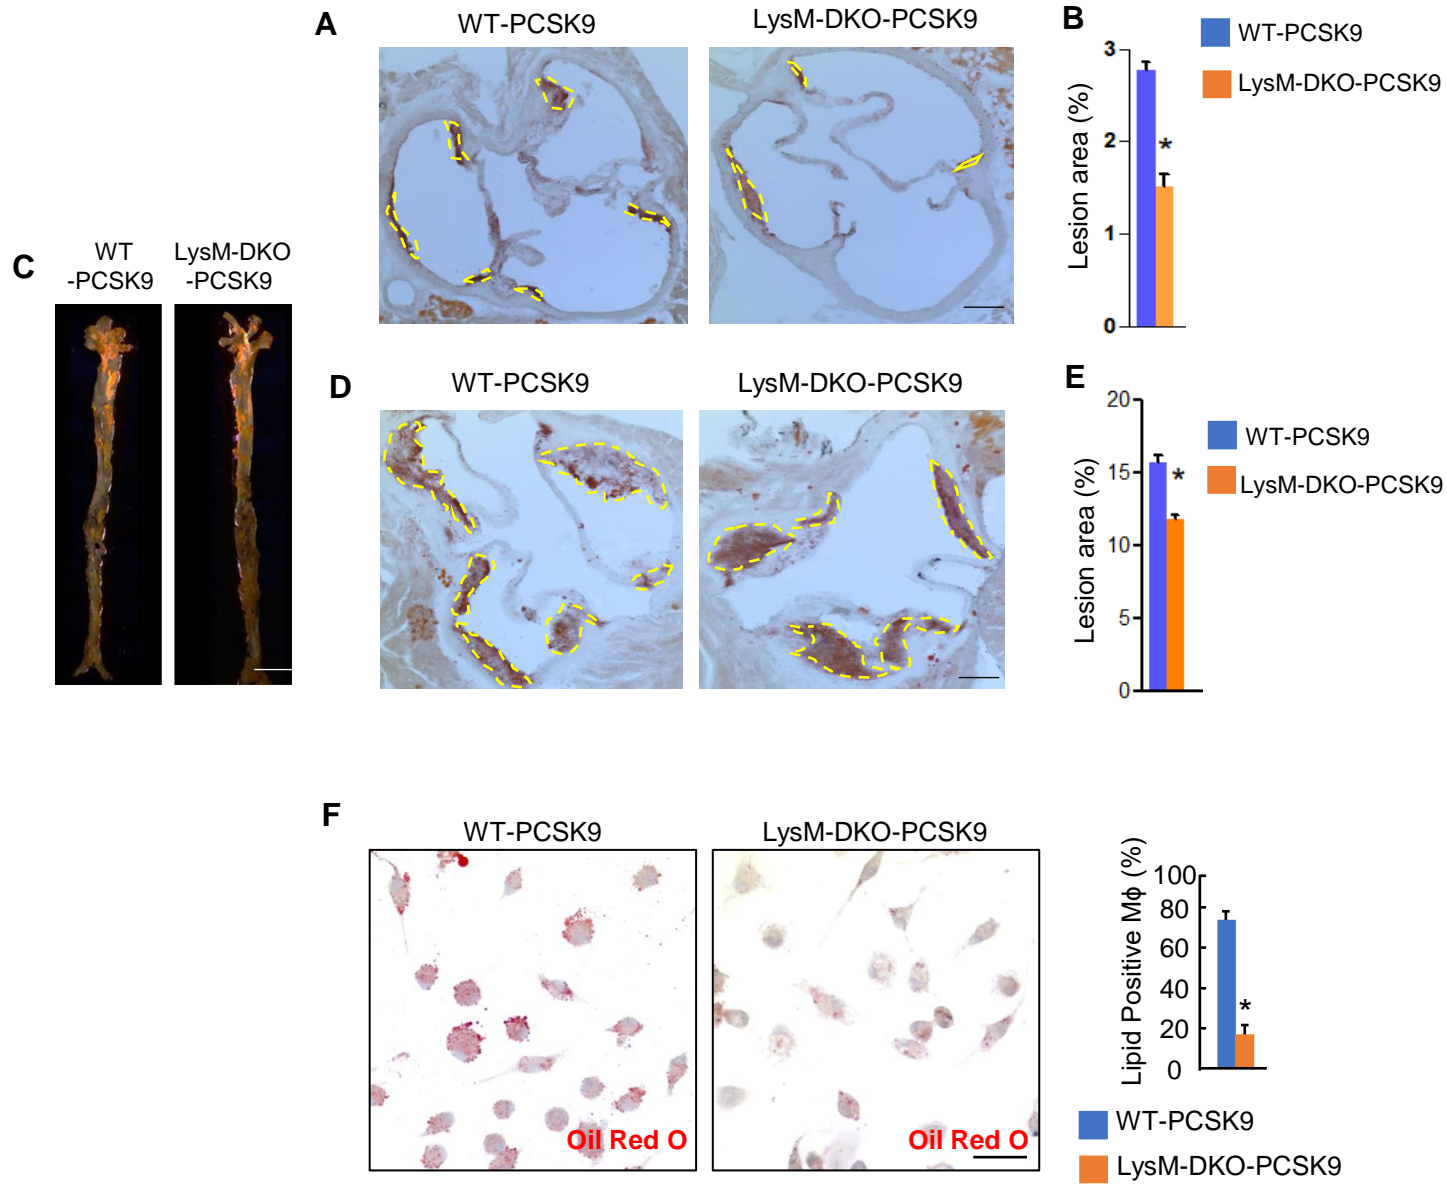 A
WT-PCSK9
LysM-DKO-PCSK9
B
WT-PCSK9
LysM-DKO-PCSK9
Lesion area (%)
3
2
1
0
*
C
WT
-PCSK9
LysM-DKO
-PCSK9
D
WT-PCSK9
LysM-DKO-PCSK9
E
Lesion area (%)
20
15
10
5
0
*
WT-PCSK9
LysM-DKO-PCSK9
F
WT-PCSK9
LysM-DKO-PCSK9
Oil Red O
Oil Red O
Lipid Positive Mϕ (%)
100
80
60
40
20
0
*
WT-PCSK9
LysM-DKO-PCSK9